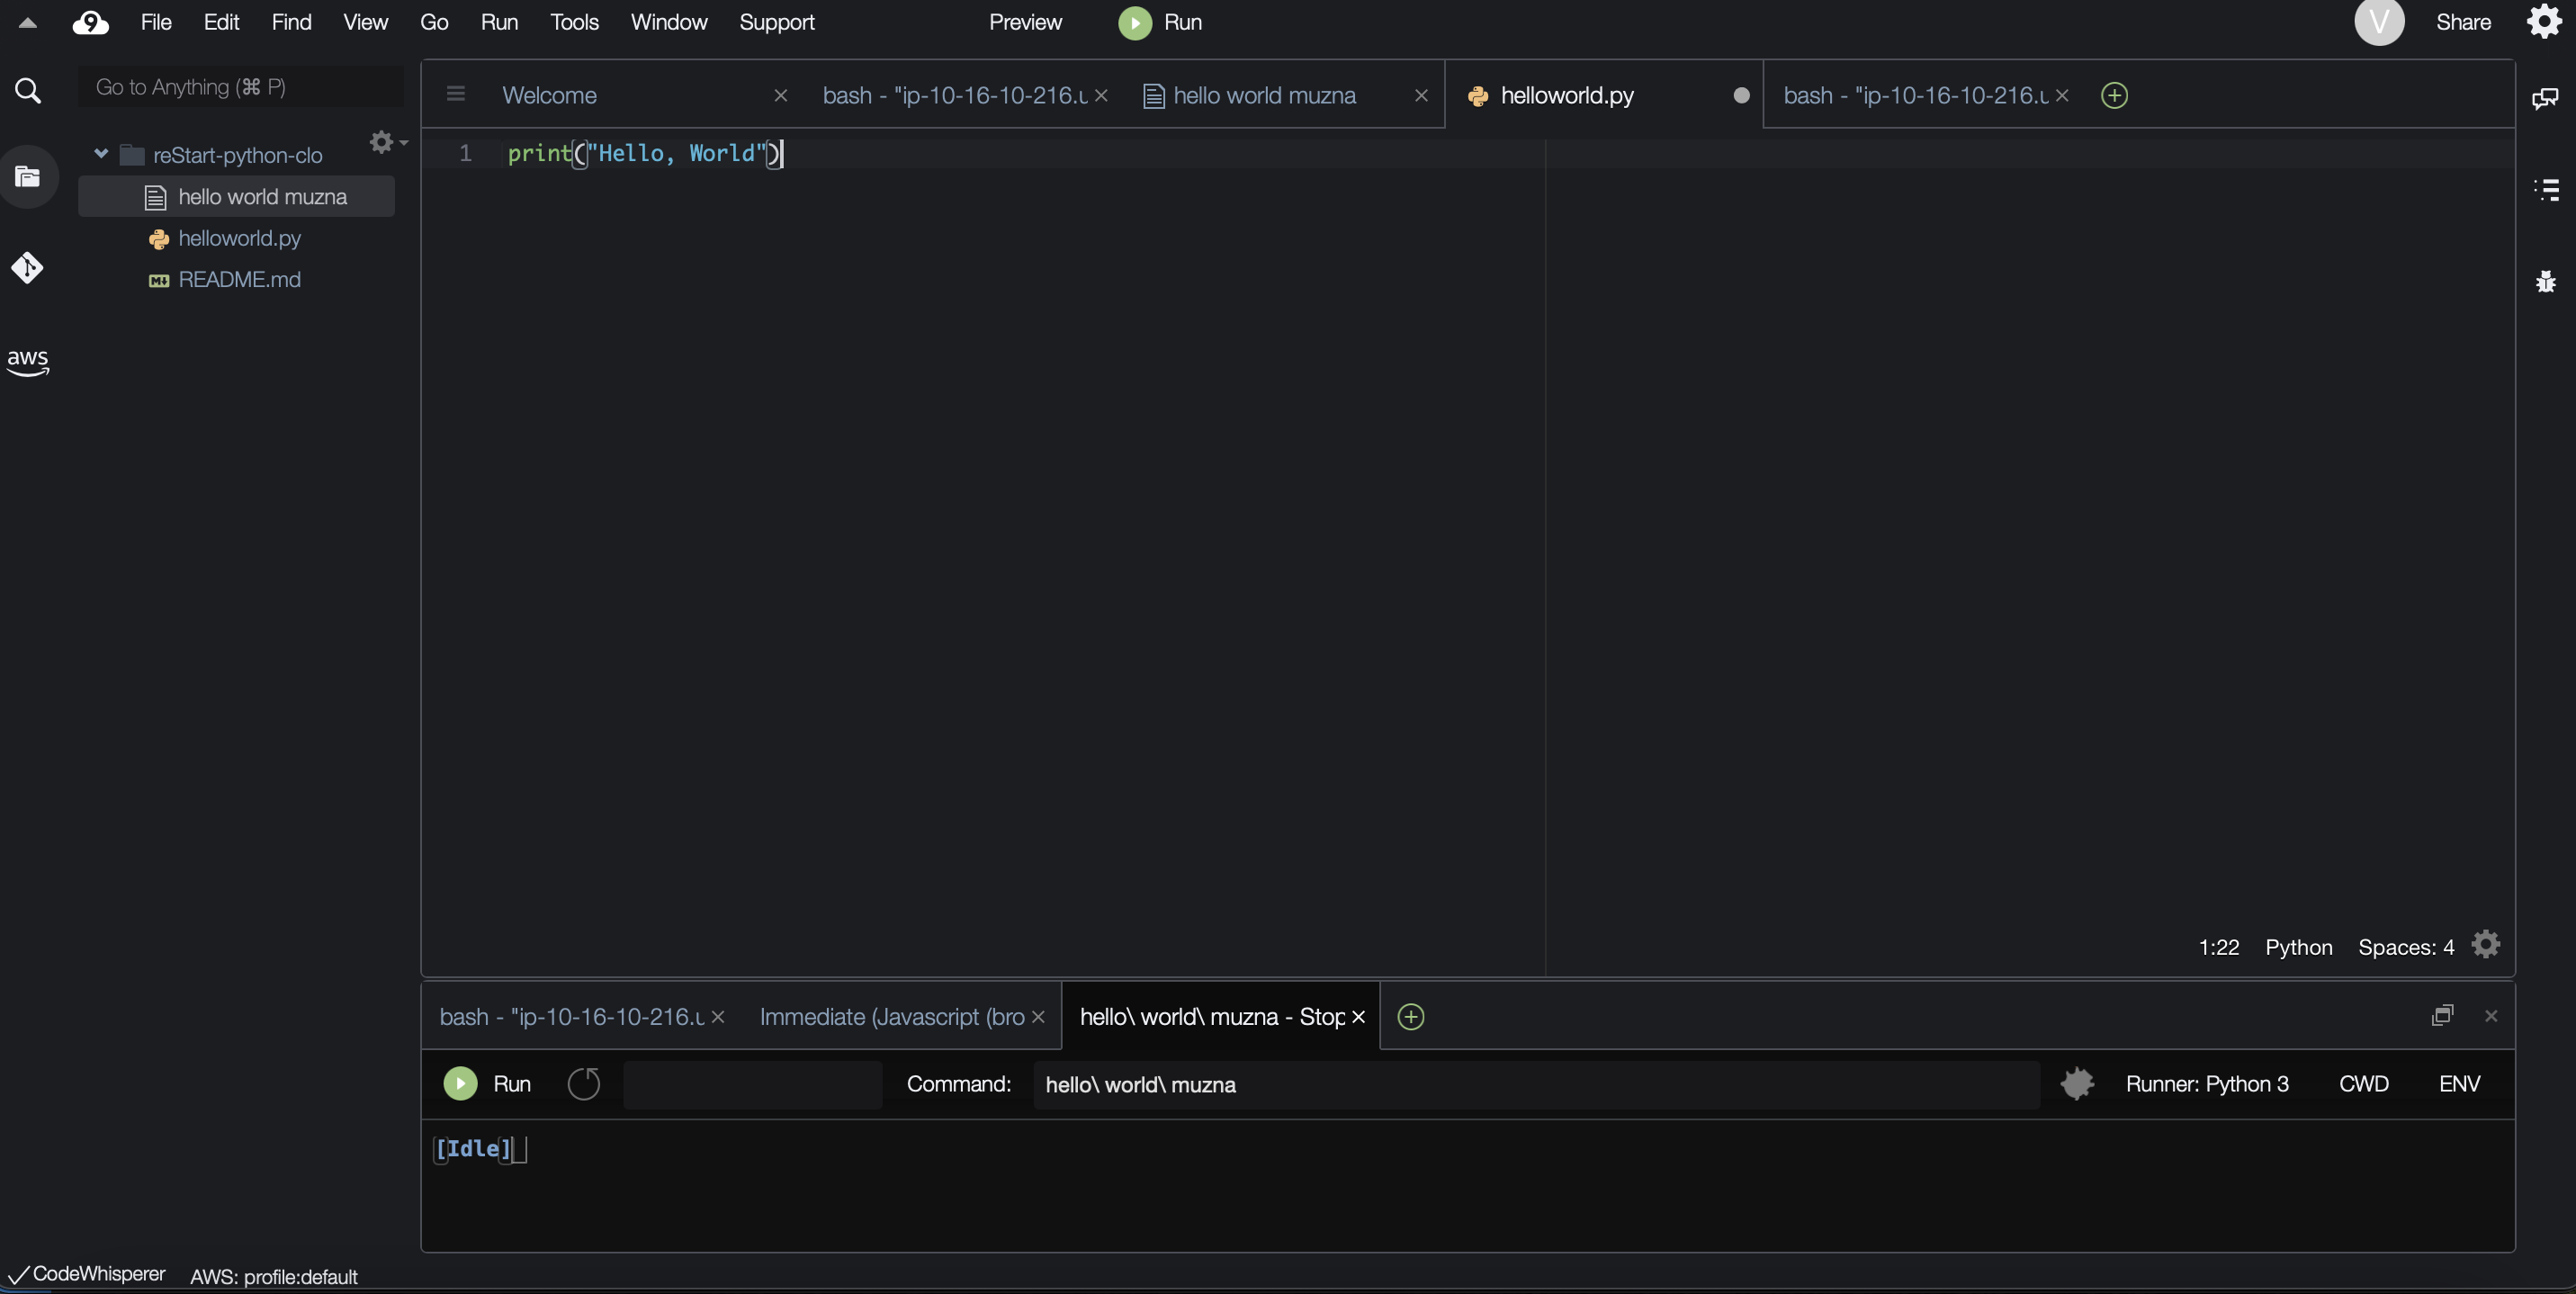 9 File Edit Find View Go Run Tools Window Support Preview Run V Share
Go to Anything (⌘ P)
Welcome bash - "ip-10-16-10-216.u hello world muzna helloworld.py bash - "ip-10-16-10-216.u
reStart-python-clo
hello world muzna
helloworld.py
README.md
aws
1 print("Hello, World")
1:22 Python Spaces: 4
bash - "ip-10-16-10-216.u Immediate (Javascript (bro hello\ world\ muzna - Stop
Run Command: hello\ world\ muzna Runner: Python 3 CWD ENV
[Idle]
CodeWhisperer AWS: profile:default